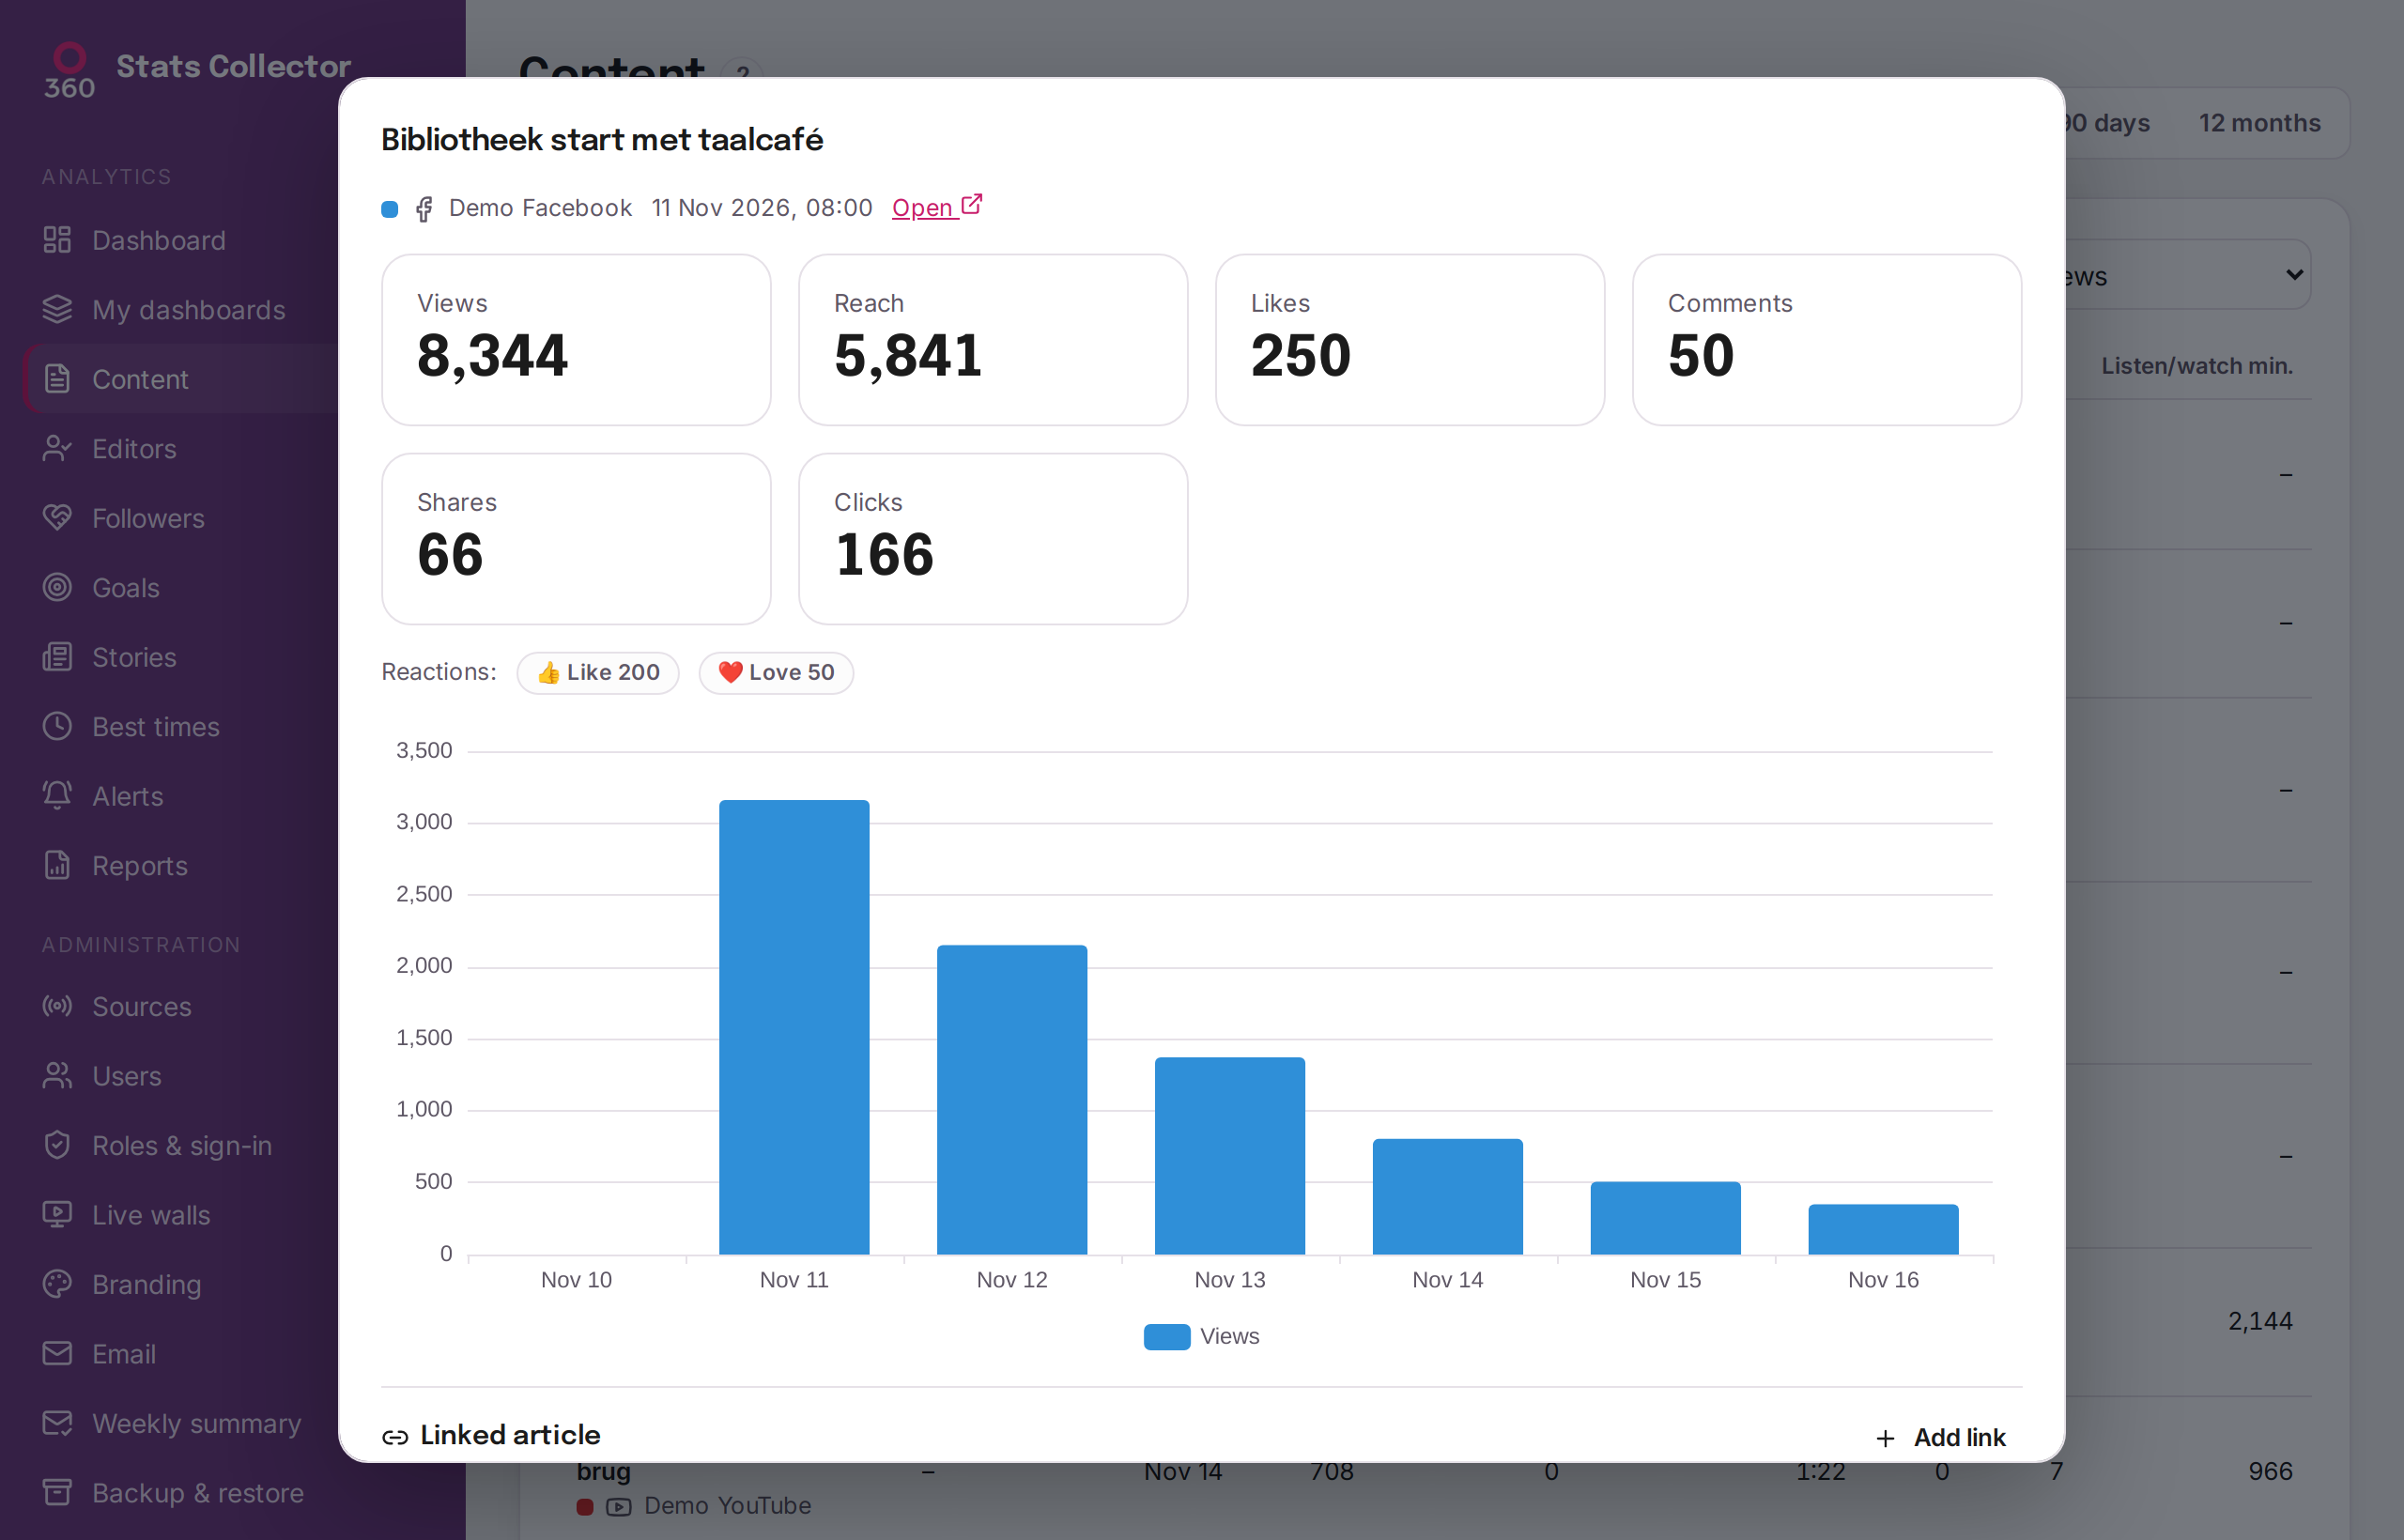 360 Stats Collector
ANALYTICS
Dashboard
My dashboards
Content
Editors
Followers
Goals
Stories
Best times
Alerts
Reports
ADMINISTRATION
Sources
Users
Roles & sign-in
Live walls
Branding
Email
Weekly summary
Backup & restore
Content 2
90 days 12 months
Listen/watch min.
–
–
–
–
–
2,144
Bibliotheek start met taalcafé
Demo Facebook 11 Nov 2026, 08:00 Open
Views
8,344
Reach
5,841
Likes
250
Comments
50
Shares
66
Clicks
166
Reactions: 👍 Like 200 ❤️ Love 50
3,500
3,000
2,500
2,000
1,500
1,000
500
0
Nov 10 Nov 11 Nov 12 Nov 13 Nov 14 Nov 15 Nov 16
Views
Linked article
+ Add link
brug – Nov 14 708 0 1:22 0 7 966
Demo YouTube